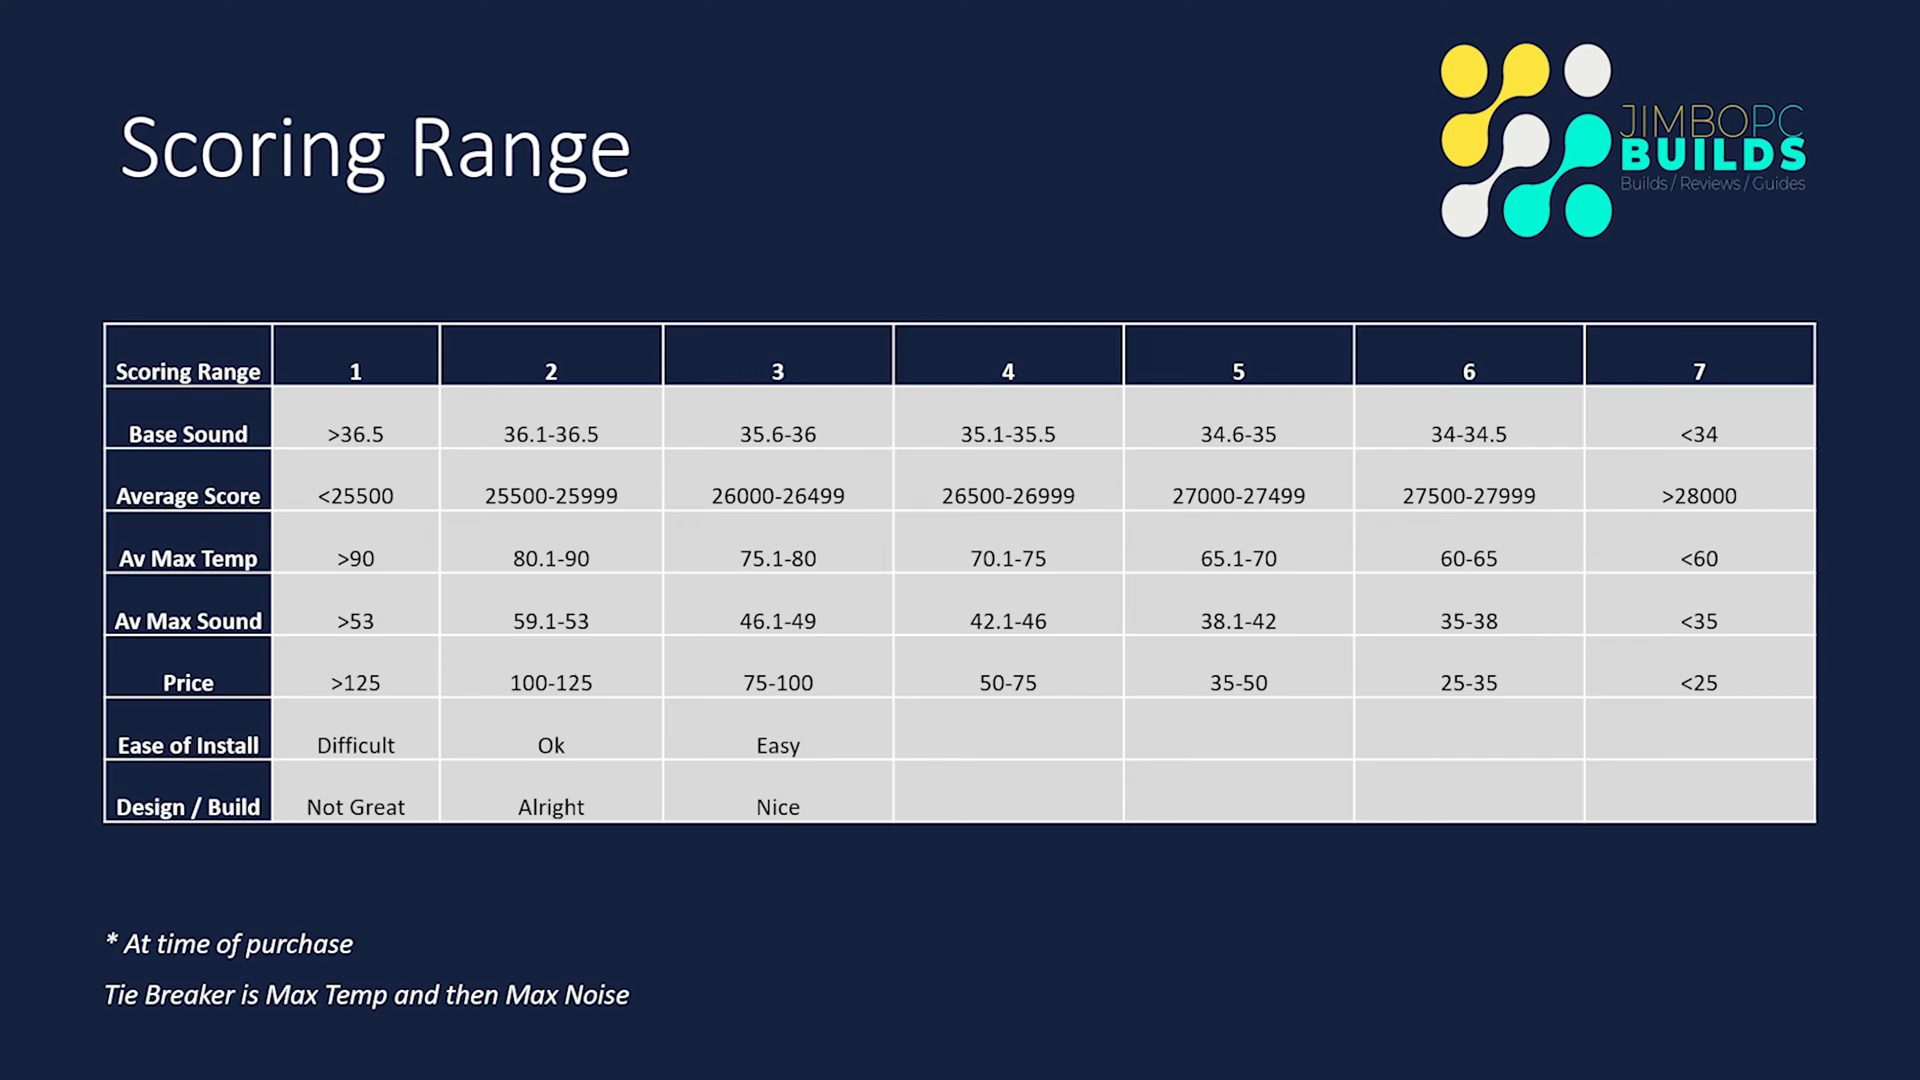 JIMBOPC
BUILDS
Builds / Reviews / Guides
Scoring Range
Scoring Range 1 2 3 4 5 6 7
Base Sound >36.5 36.1-36.5 35.6-36 35.1-35.5 34.6-35 34-34.5 <34
Average Score <25500 25500-25999 26000-26499 26500-26999 27000-27499 27500-27999 >28000
Av Max Temp >90 80.1-90 75.1-80 70.1-75 65.1-70 60-65 <60
Av Max Sound >53 59.1-53 46.1-49 42.1-46 38.1-42 35-38 <35
Price >125 100-125 75-100 50-75 35-50 25-35 <25
Ease of Install Difficult Ok Easy
Design / Build Not Great Alright Nice
* At time of purchase
Tie Breaker is Max Temp and then Max Noise